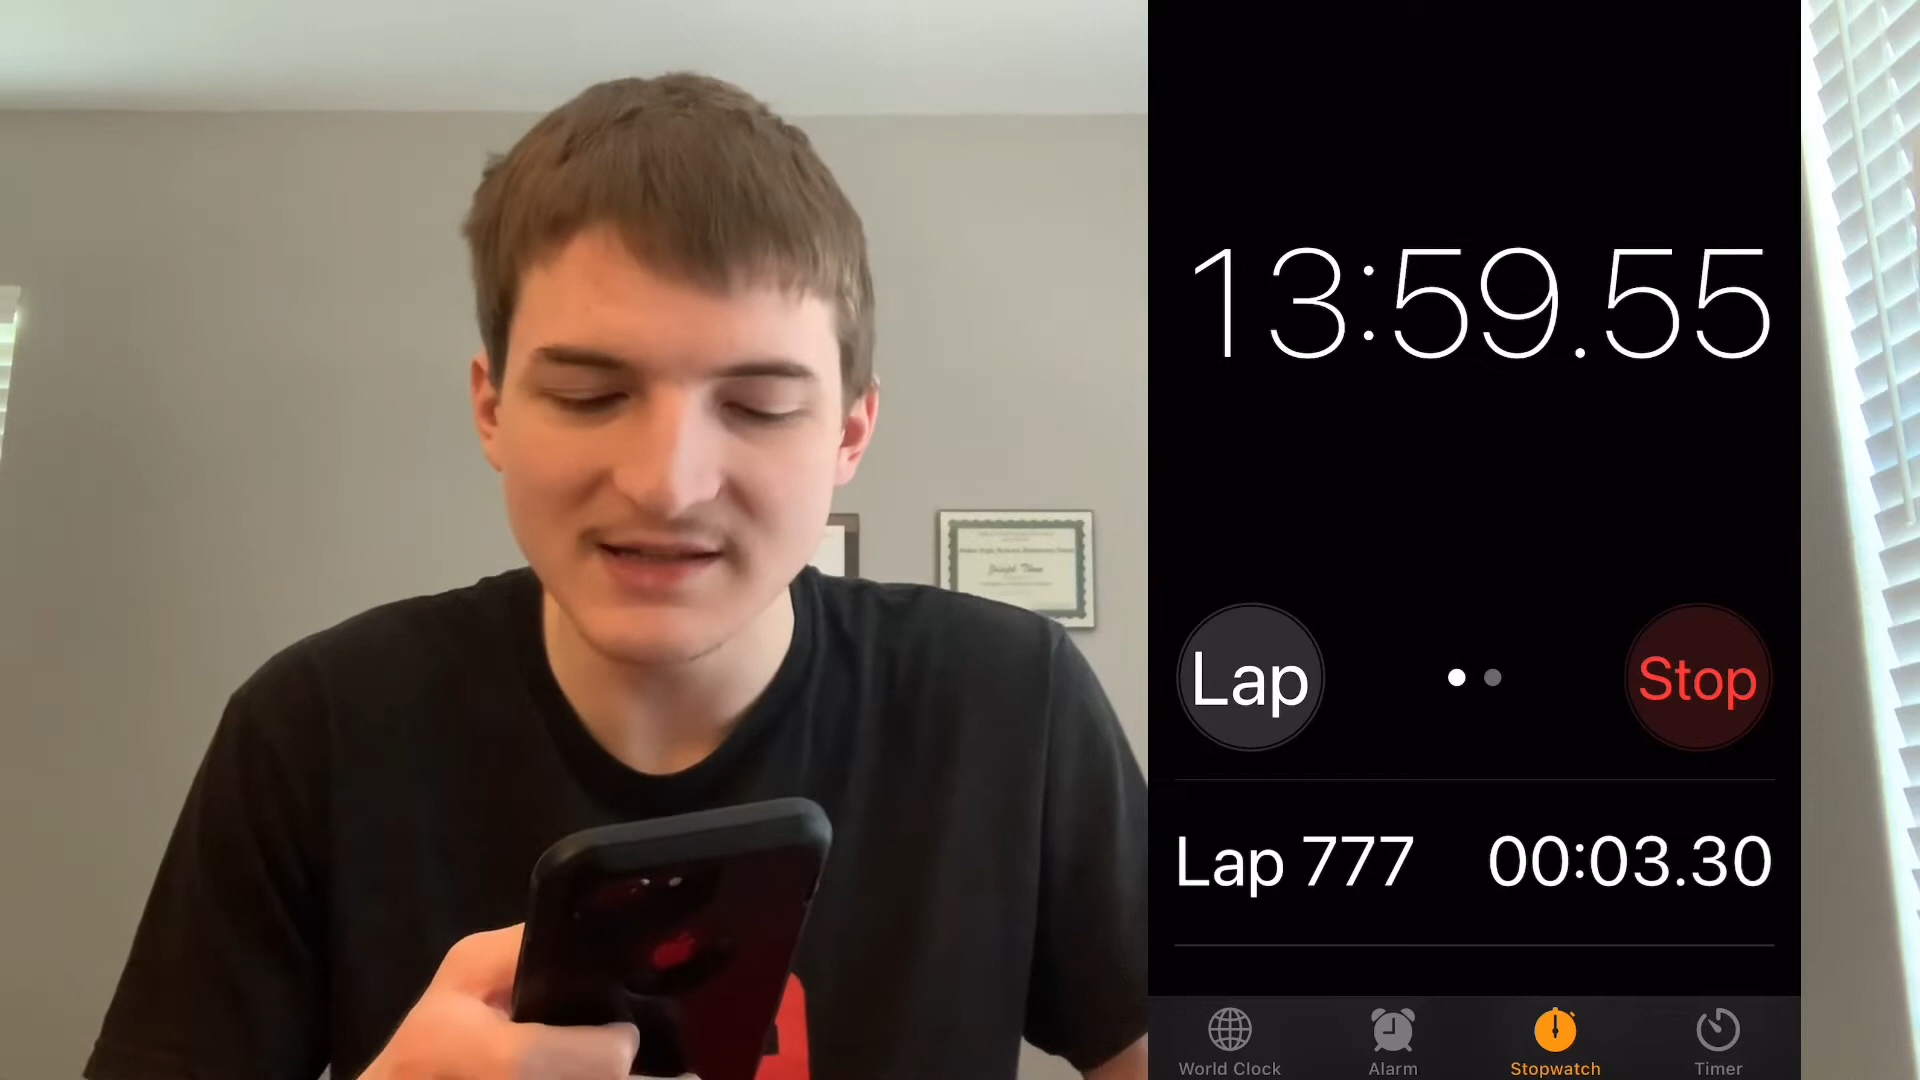 13:59.55
Lap
Stop
Lap 777 00:03.30
World Clock Alarm Stopwatch Timer